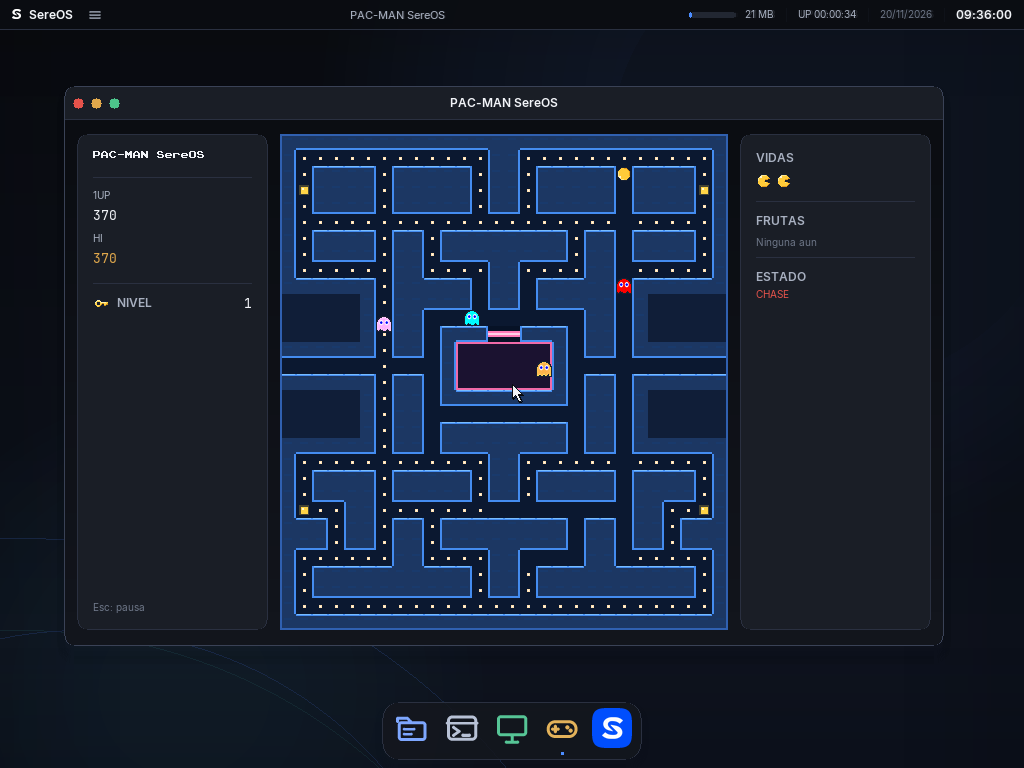 SereOS
PAC-MAN SereOS
21 MB
UP 00:00:34
20/11/2026
09:36:00
PAC-MAN SereOS
PAC-MAN SereOS
1UP
370
HI
370
NIVEL 1
Esc: pausa
VIDAS
FRUTAS
Ninguna aun
ESTADO
CHASE